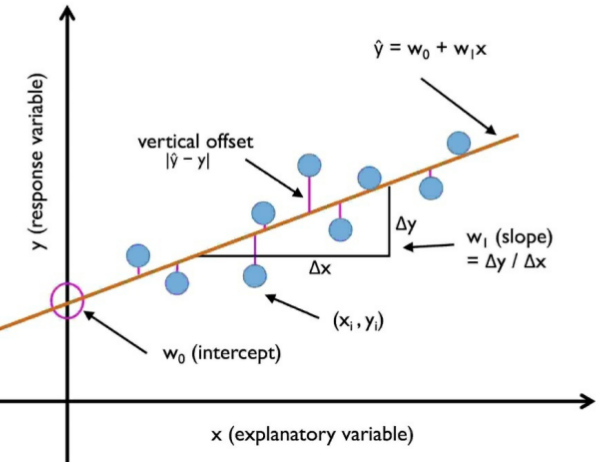 ŷ = w₀ + w₁x
y (response variable)
vertical offset
|ŷ − y|
Δy
w₁ (slope)
= Δy / Δx
Δx
(xᵢ , yᵢ)
w₀ (intercept)
x (explanatory variable)